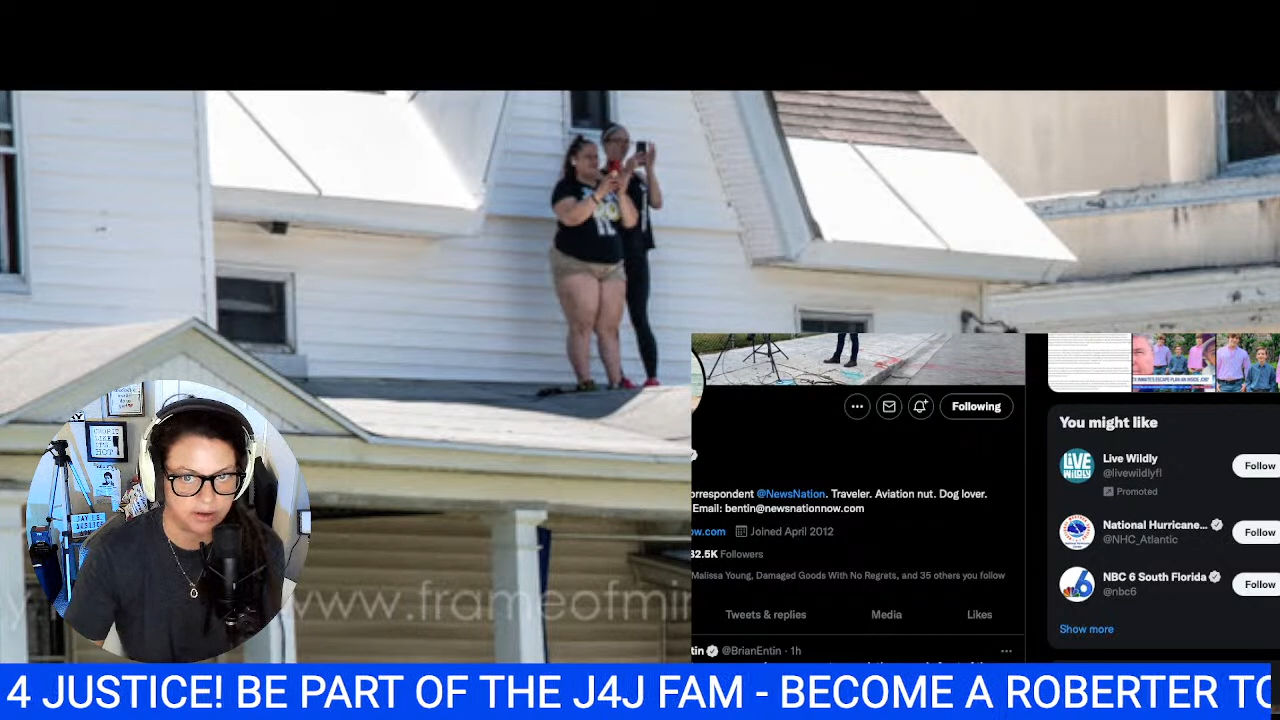 www.frameofmin
Following
orrespondent @NewsNation. Traveler. Aviation nut. Dog lover.
Email: bentin@newsnationnow.com
ow.com Joined April 2012
32.5K Followers
Malissa Young, Damaged Goods With No Regrets, and 35 others you follow
Tweets & replies Media Likes
tin @BrianEntin · 1h
You might like
Live Wildly
@livewildlyfl
Promoted
Follow
National Hurricane...
@NHC_Atlantic
Follow
NBC 6 South Florida
@nbc6
Follow
Show more
4 JUSTICE! BE PART OF THE J4J FAM - BECOME A ROBERTER TO